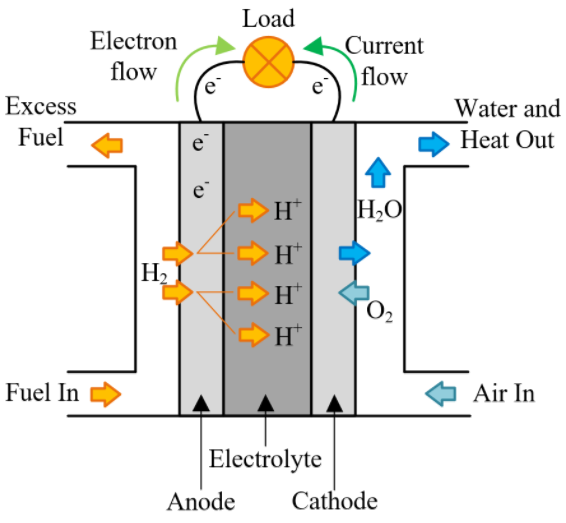 Load
Electron
flow
Current
flow
e⁻
e⁻
Excess
Fuel
Water and
Heat Out
e⁻
e⁻
H⁺
H₂O
H⁺
H₂
H⁺
O₂
H⁺
Fuel In
Air In
Electrolyte
Anode
Cathode